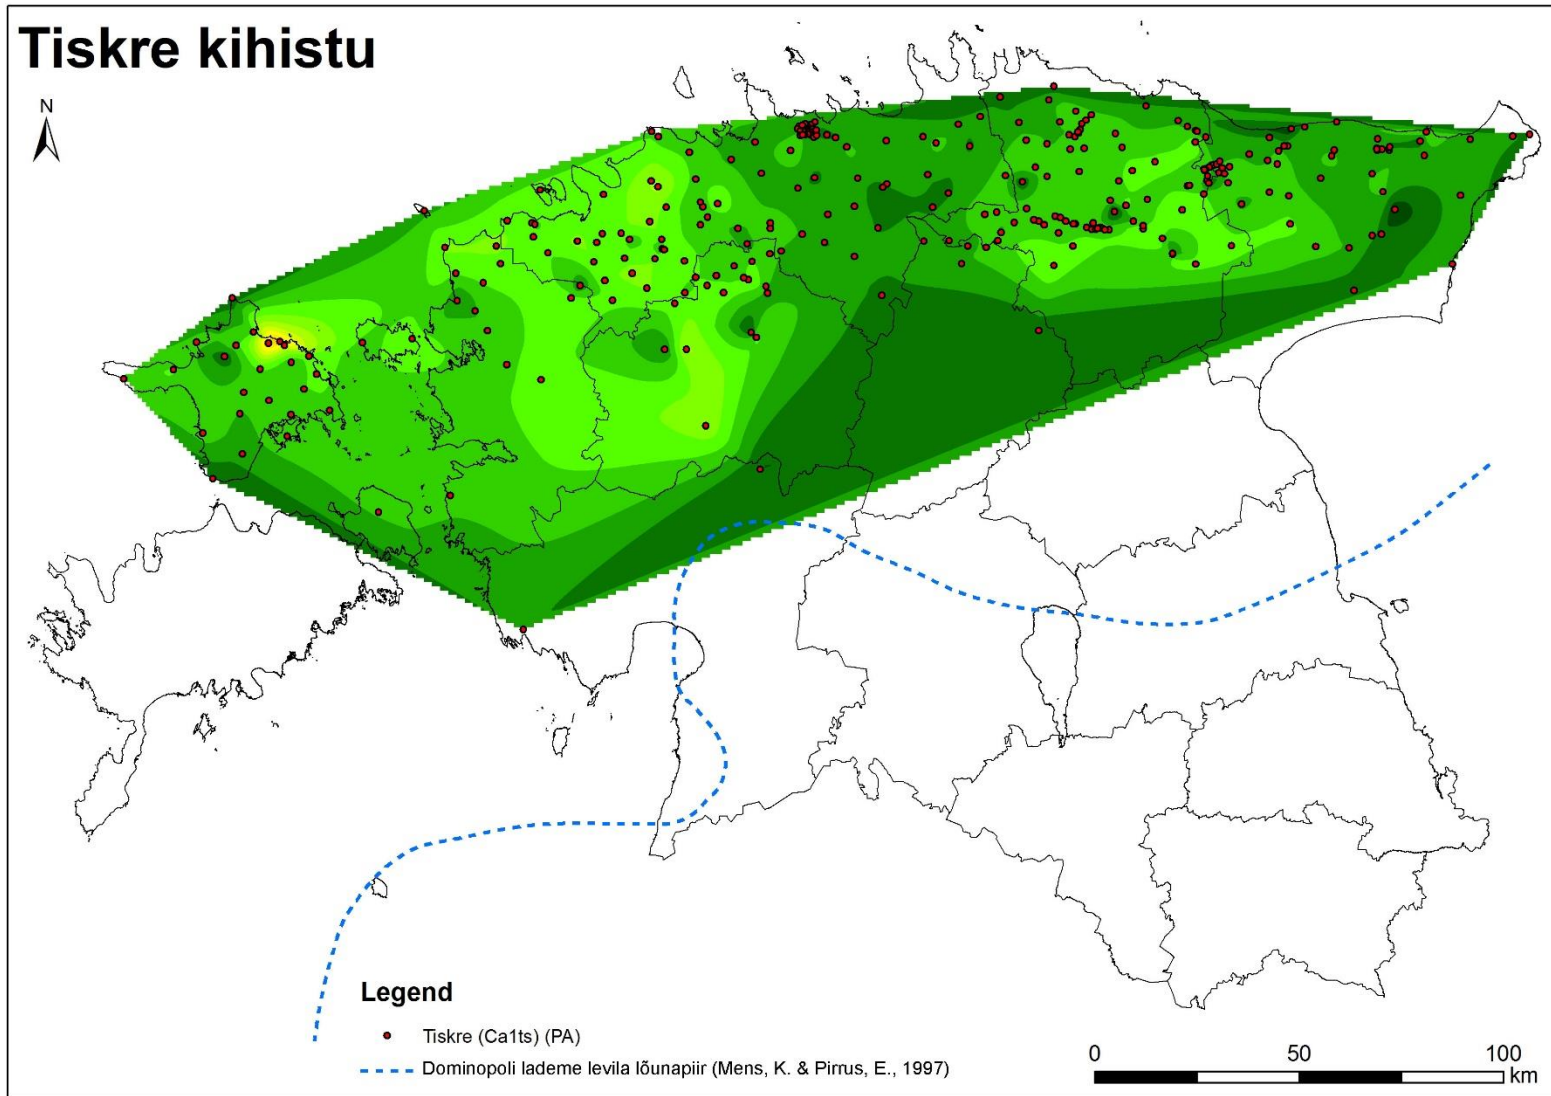 Tiskre kihistu
N
Legend
Tiskre (Ca1ts) (PA)
Dominopoli lademe levila lõunapiir (Mens, K. & Pirrus, E., 1997)
0 50 100
km